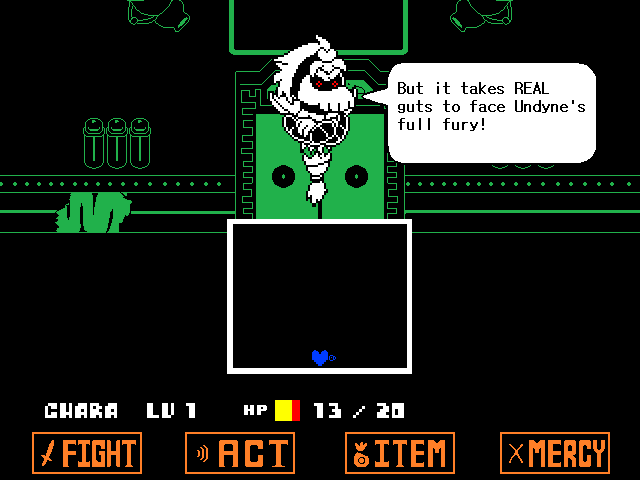 But it takes REAL
guts to face Undyne's
full fury!
CHARA LV 1 HP 13 / 20
FIGHT ACT ITEM MERCY